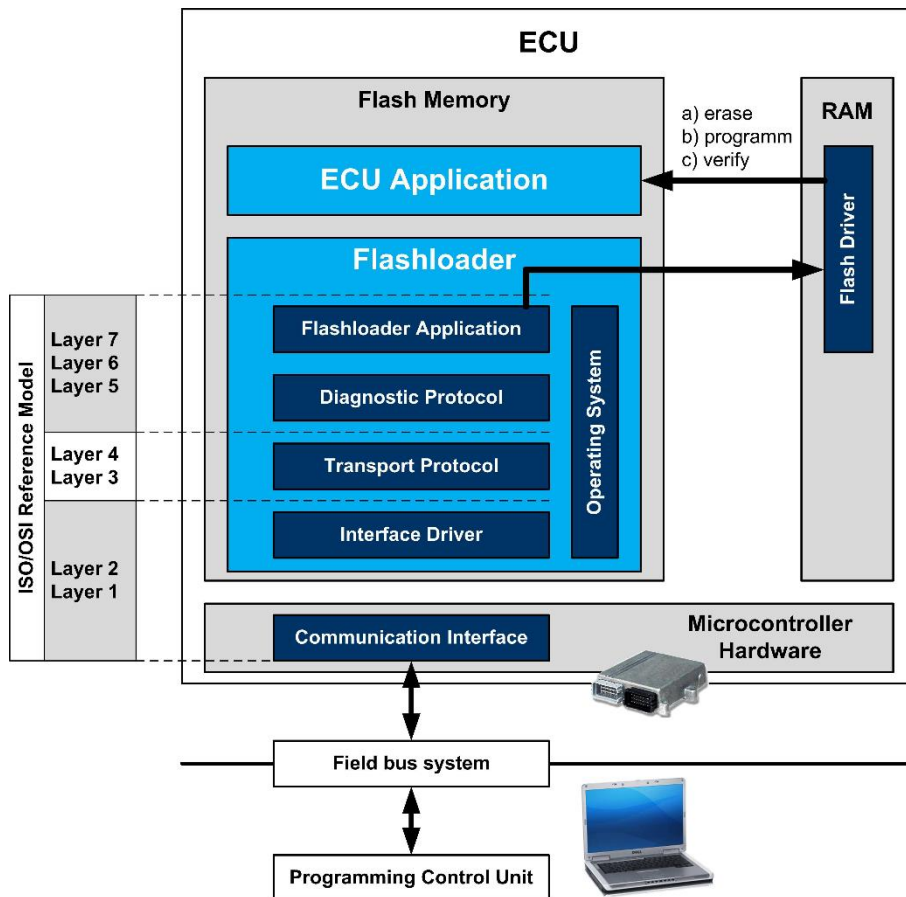 ECU
Flash Memory
a) erase
b) programm
c) verify
RAM
ECU Application
Flash Driver
Flashloader
ISO/OSI Reference Model
Layer 7
Layer 6
Layer 5
Flashloader Application
Operating System
Diagnostic Protocol
Layer 4
Layer 3
Transport Protocol
Interface Driver
Layer 2
Layer 1
Communication Interface
Microcontroller
Hardware
Field bus system
Programming Control Unit